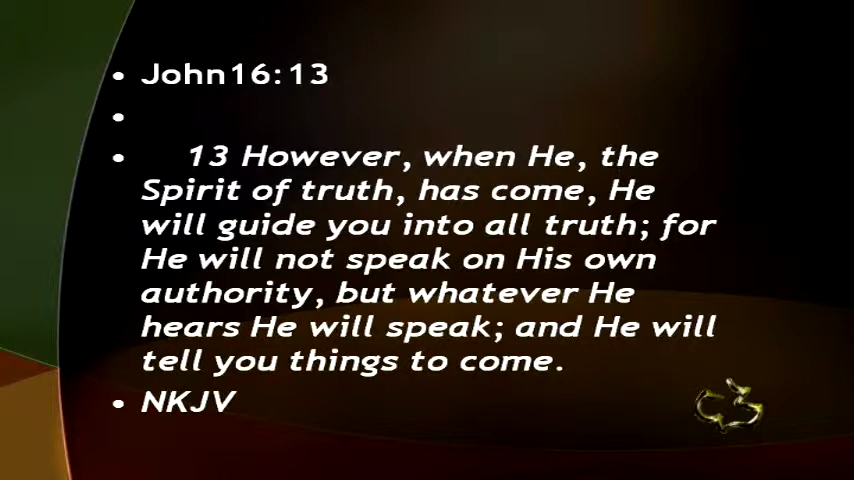 • John16:13
•
• 13 However, when He, the
Spirit of truth, has come, He
will guide you into all truth; for
He will not speak on His own
authority, but whatever He
hears He will speak; and He will
tell you things to come.
• NKJV
C3